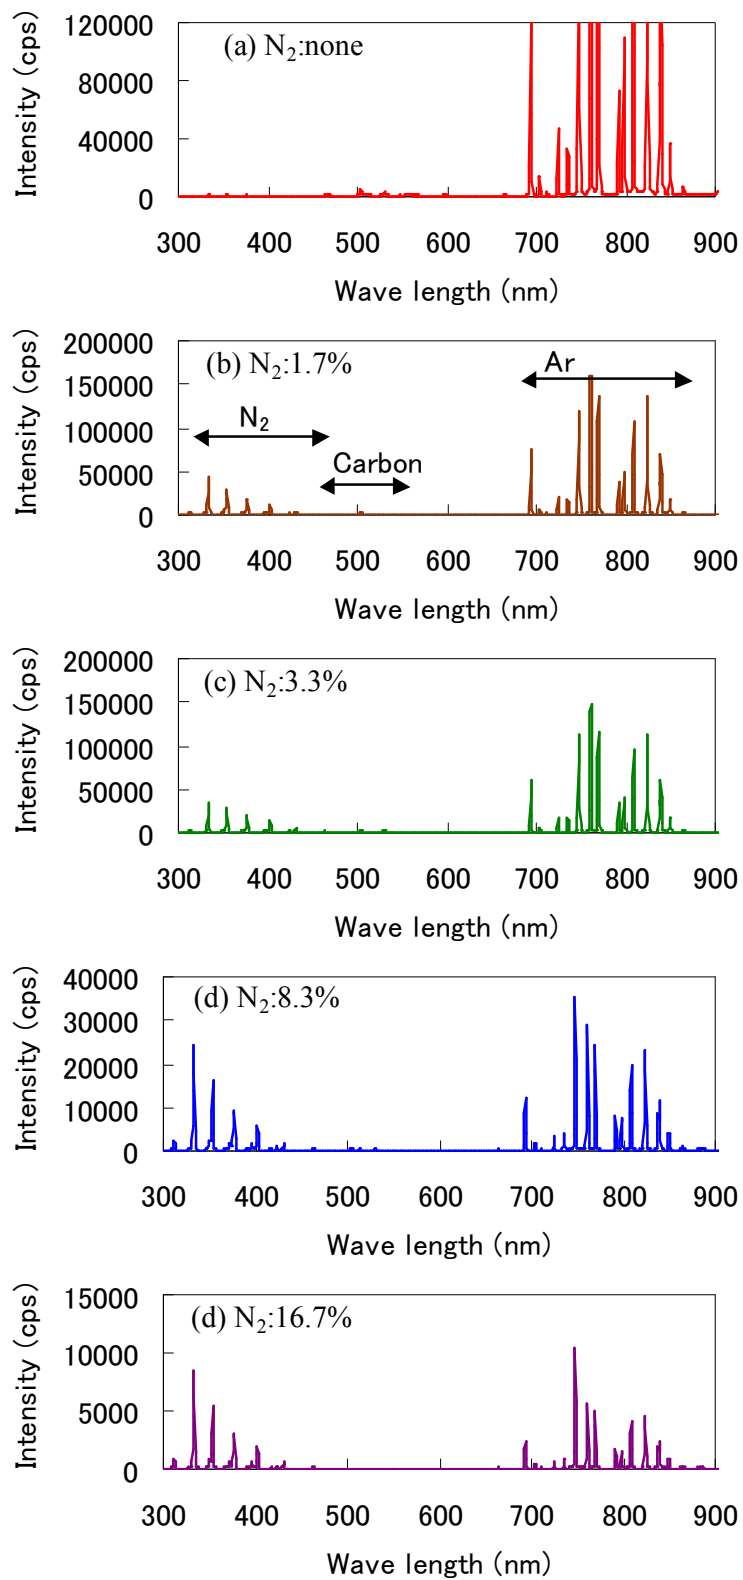 (a) N₂:none
Intensity (cps)
120000
80000
40000
0
300 400 500 600 700 800 900
Wave length (nm)
(b) N₂:1.7%
Ar
N₂
Carbon
Intensity (cps)
200000
150000
100000
50000
0
300 400 500 600 700 800 900
Wave length (nm)
(c) N₂:3.3%
Intensity (cps)
200000
150000
100000
50000
0
300 400 500 600 700 800 900
Wave length (nm)
(d) N₂:8.3%
Intensity (cps)
40000
30000
20000
10000
0
300 400 500 600 700 800 900
Wave length (nm)
(d) N₂:16.7%
Intensity (cps)
15000
10000
5000
0
300 400 500 600 700 800 900
Wave length (nm)